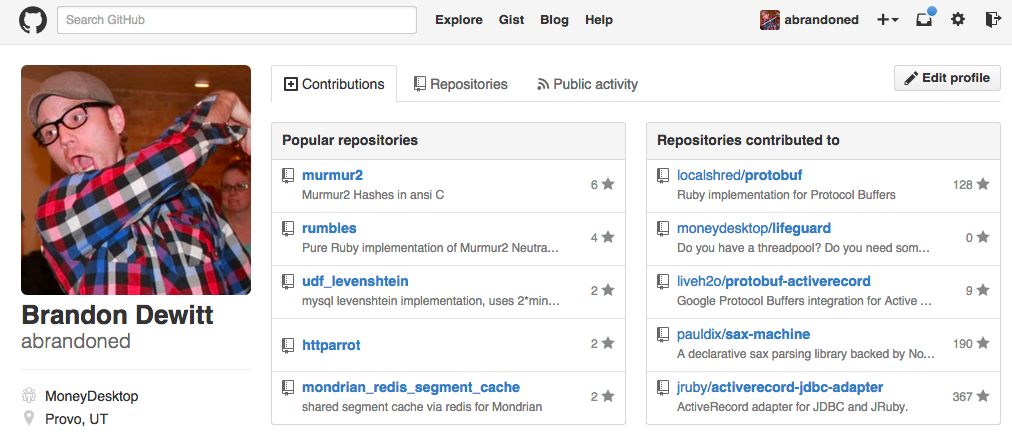 Search GitHub
Explore Gist Blog Help
abrandoned
Contributions
Repositories
Public activity
Edit profile
Popular repositories
murmur2
Murmur2 Hashes in ansi C
6
rumbles
Pure Ruby implementation of Murmur2 Neutra...
4
udf_levenshtein
mysql levenshtein implementation, uses 2*min...
2
httparrot
2
mondrian_redis_segment_cache
shared segment cache via redis for Mondrian
2
Repositories contributed to
localshred/protobuf
Ruby implementation for Protocol Buffers
128
moneydesktop/lifeguard
Do you have a threadpool? Do you need som...
0
liveh2o/protobuf-activerecord
Google Protocol Buffers integration for Active ...
9
pauldix/sax-machine
A declarative sax parsing library backed by No...
190
jruby/activerecord-jdbc-adapter
ActiveRecord adapter for JDBC and JRuby.
367
Brandon Dewitt
abrandoned
MoneyDesktop
Provo, UT